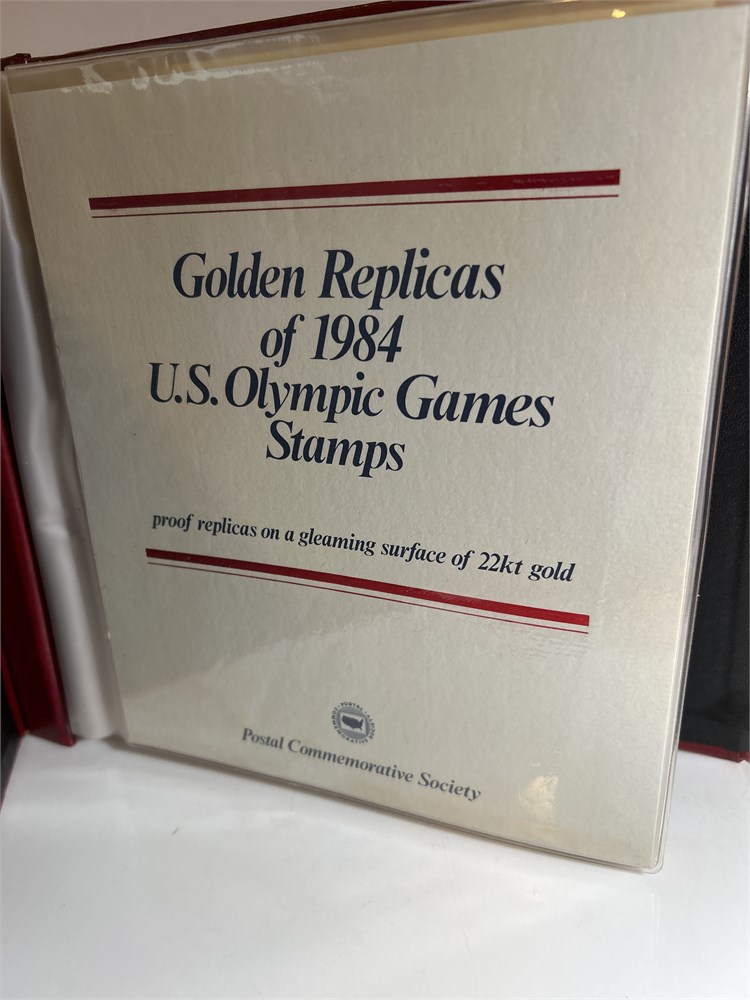 Golden Replicas
of 1984
U.S. Olympic Games
Stamps
proof replicas on a gleaming surface of 22kt gold
Postal Commemorative Society